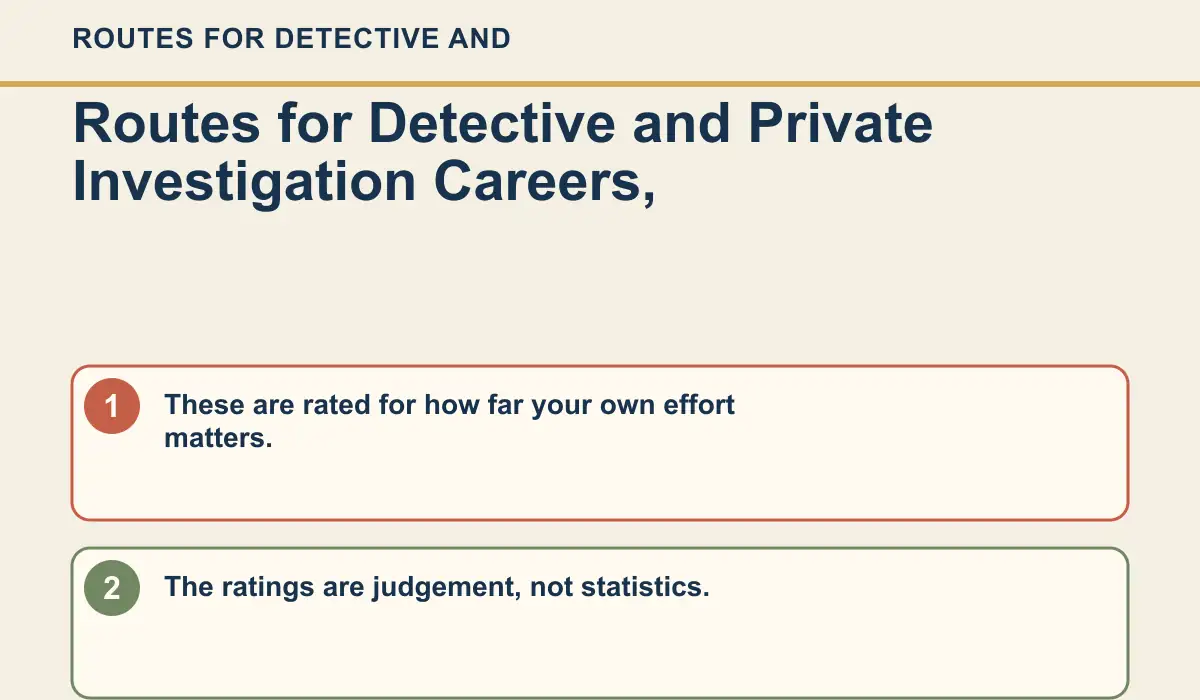 ROUTES FOR DETECTIVE AND
Routes for Detective and Private
Investigation Careers,
1
These are rated for how far your own effort
matters.
2
The ratings are judgement, not statistics.